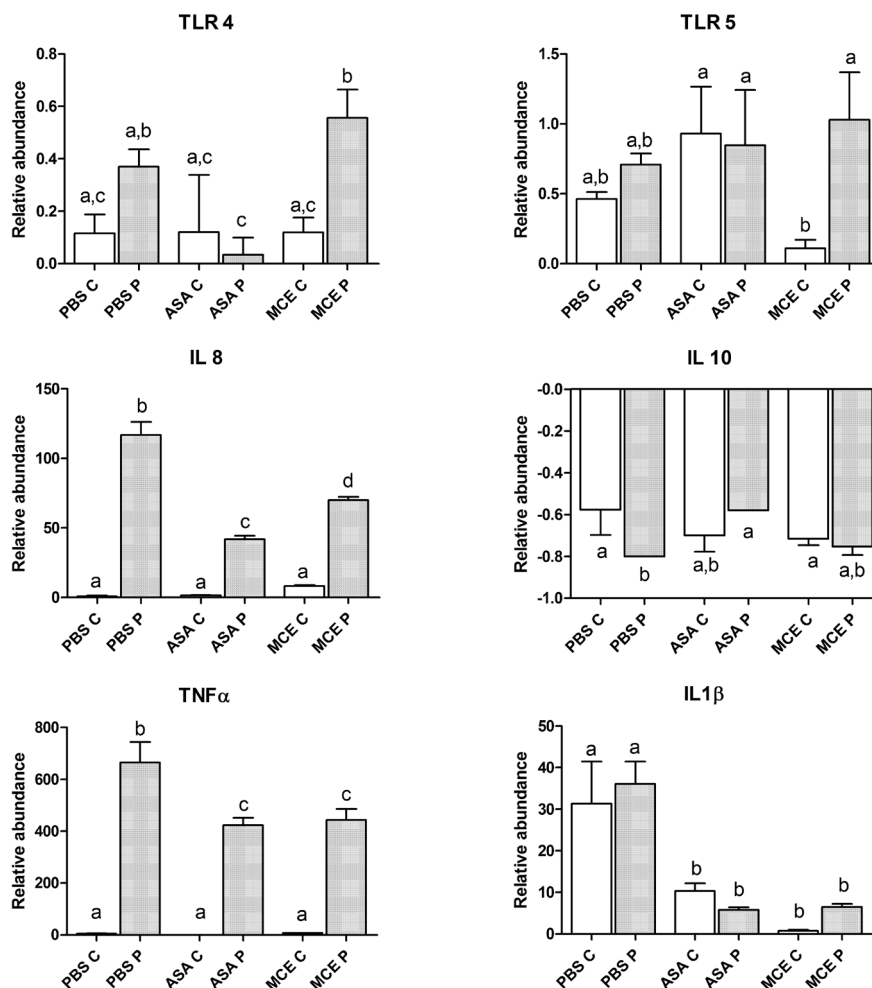 TLR 4
Relative abundance
0.8
0.6
0.4
0.2
0.0
a,c
a,b
a,c
c
a,c
b
PBS C
PBS P
ASA C
ASA P
MCE C
MCE P
TLR 5
Relative abundance
1.5
1.0
0.5
0.0
a,b
a,b
a
a
b
a
PBS C
PBS P
ASA C
ASA P
MCE C
MCE P
IL 8
Relative abundance
150
100
50
0
a
b
a
c
a
d
PBS C
PBS P
ASA C
ASA P
MCE C
MCE P
IL 10
Relative abundance
-0.0
-0.2
-0.4
-0.6
-0.8
-1.0
a
b
a,b
a
a
a,b
PBS C
PBS P
ASA C
ASA P
MCE C
MCE P
TNFα
Relative abundance
800
600
400
200
0
a
b
a
c
a
c
PBS C
PBS P
ASA C
ASA P
MCE C
MCE P
IL1β
Relative abundance
50
40
30
20
10
0
a
a
b
b
b
b
PBS C
PBS P
ASA C
ASA P
MCE C
MCE P